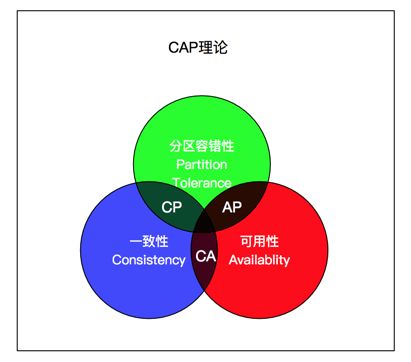 CAP理论
分区容错性
Partition
Tolerance
CP
AP
一致性
Consistency
CA
可用性
Availablity